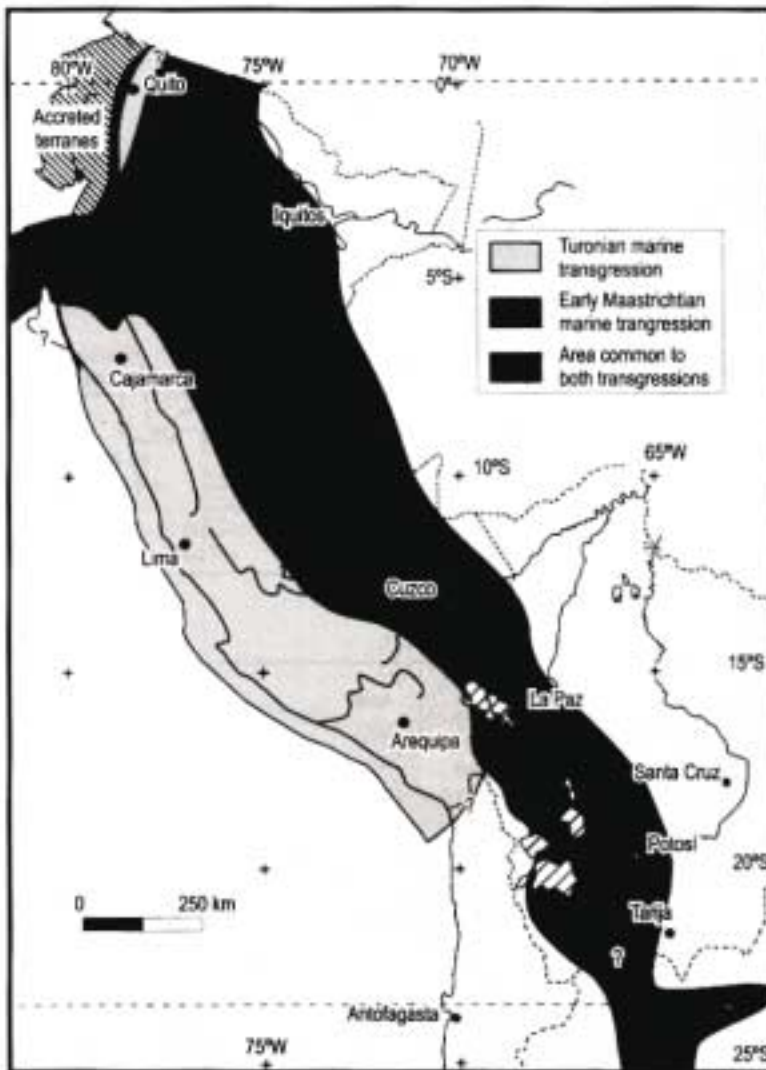 80°W
75°W
70°W
0°
?
Quito
Accreted
terranes
Iquitos
5°S
Turonian marine
transgression
Early Maastrichtian
marine trangression
Area common to
both transgressions
?
Cajamarca
10°S
65°W
Lima
Cuzco
15°S
La Paz
Arequipa
Santa Cruz
?
Potosí
20°S
0 250 km
Tarija
?
Antofagasta
75°W
25°S